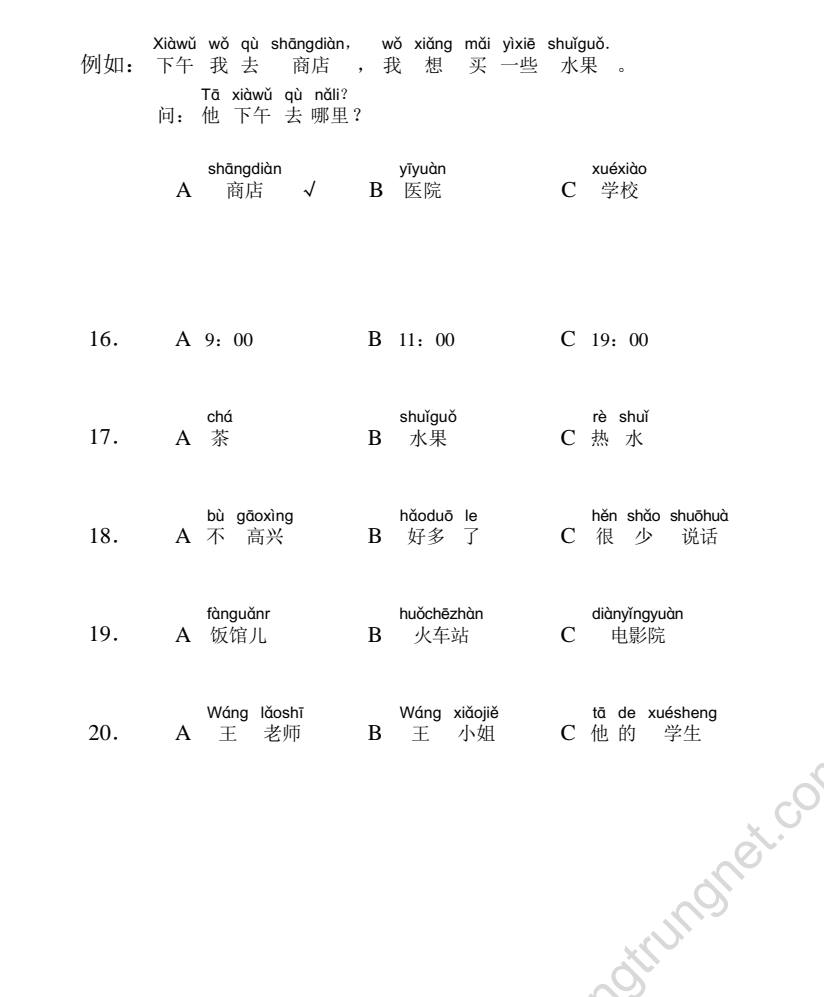 Xiàwǔ wǒ qù shāngdiàn, wǒ xiǎng mǎi yìxiē shuǐguǒ.
例如： 下午 我 去 商店 ， 我 想 买 一些 水果 。
Tā xiàwǔ qù nǎli?
问： 他 下午 去 哪里？
shāngdiàn yīyuàn xuéxiào
A 商店 √ B 医院 C 学校
16. A 9：00 B 11：00 C 19：00
chá shuǐguǒ rè shuǐ
17. A 茶 B 水果 C 热 水
bù gāoxìng hǎoduō le hěn shǎo shuōhuà
18. A 不 高兴 B 好多 了 C 很 少 说话
fànguǎnr huǒchēzhàn diànyǐngyuàn
19. A 饭馆儿 B 火车站 C 电影院
Wáng lǎoshī Wáng xiǎojiě tā de xuésheng
20. A 王 老师 B 王 小姐 C 他 的 学生
ngtrungnet.com